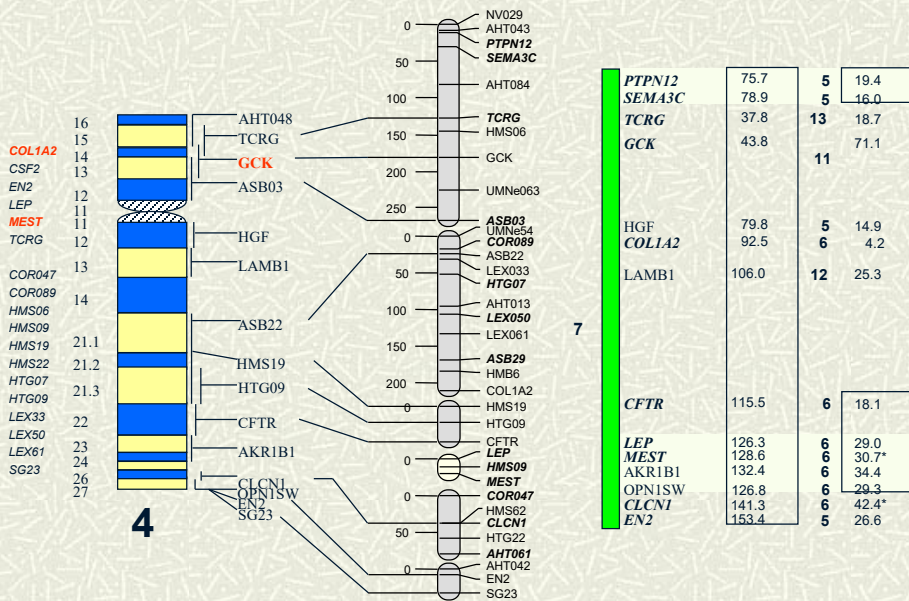 COL1A2
CSF2
EN2
LEP
MEST
TCRG
COR047
COR089
HMS06
HMS09
HMS19
HMS22
HTG07
HTG09
LEX33
LEX50
LEX61
SG23
16
15
14
13
12
11
11
12
13
14
21.1
21.2
21.3
22
23
24
26
27
4
AHT048
TCRG
GCK
ASB03
HGF
LAMB1
ASB22
HMS19
HTG09
CFTR
AKR1B1
CLCN1
OPN1SW
EN2
SG23
0
50
100
150
200
250
NV029
AHT043
PTPN12
SEMA3C
AHT084
TCRG
HMS06
GCK
UMNe063
ASB03
0
50
100
150
200
UMNe54
COR089
ASB22
LEX033
HTG07
AHT013
LEX050
LEX061
ASB29
HMB6
COL1A2
0
HMS19
HTG09
CFTR
0
LEP
HMS09
MEST
0
50
COR047
HMS62
CLCN1
HTG22
AHT061
0
AHT042
EN2
SG23
7
PTPN12 75.7 5 19.4
SEMA3C 78.9 5 16.0
TCRG 37.8 13 18.7
GCK 43.8 71.1
11
HGF 79.8 5 14.9
COL1A2 92.5 6 4.2
LAMB1 106.0 12 25.3
CFTR 115.5 6 18.1
LEP 126.3 6 29.0
MEST 128.6 6 30.7*
AKR1B1 132.4 6 34.4
OPN1SW 126.8 6 29.3
CLCN1 141.3 6 42.4*
EN2 153.4 5 26.6